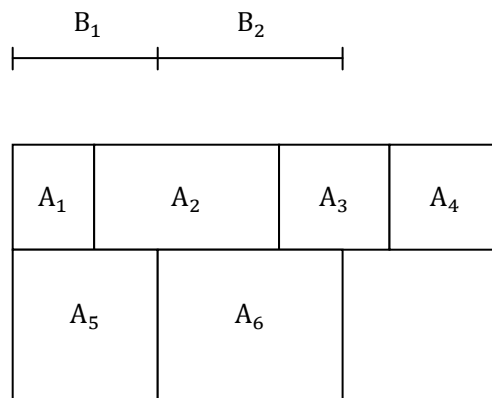 B₁ B₂
A₁ A₂ A₃ A₄
A₅ A₆